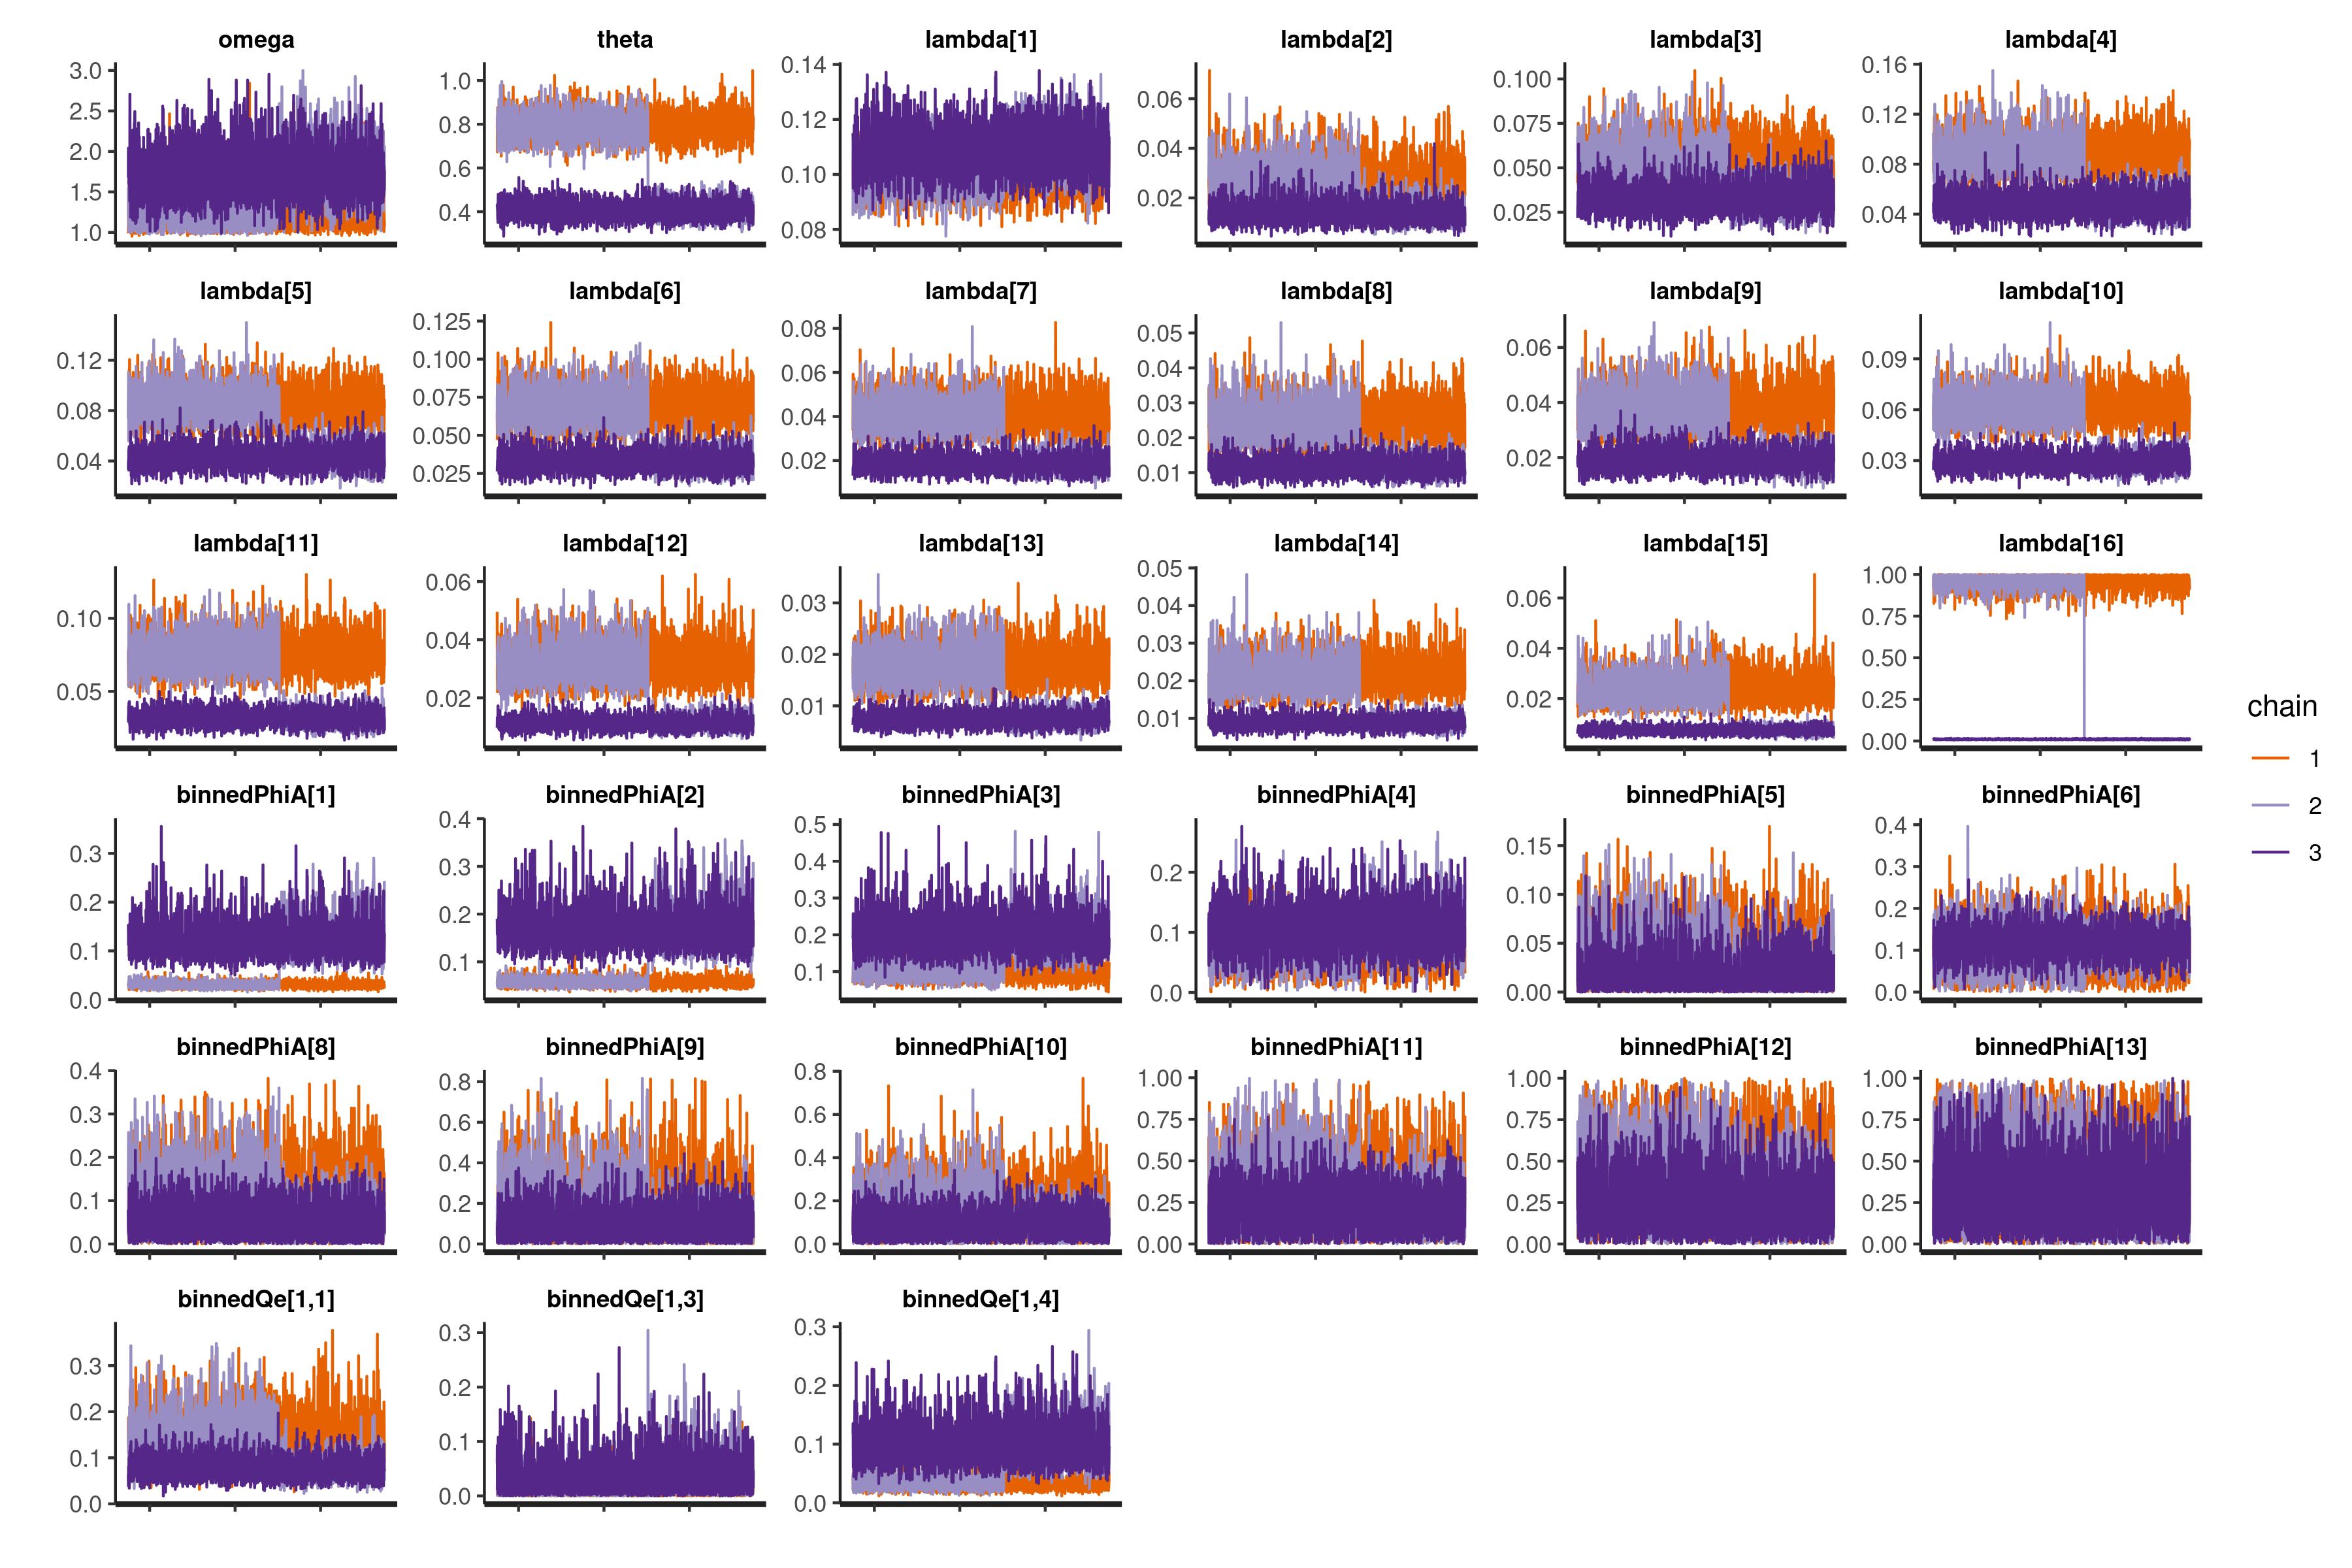 omega theta lambda[1] lambda[2] lambda[3] lambda[4]
3.0 2.5 2.0 1.5 1.0
1.0 0.8 0.6 0.4
0.14 0.12 0.10 0.08
0.06 0.04 0.02
0.100 0.075 0.050 0.025
0.16 0.12 0.08 0.04
lambda[5] lambda[6] lambda[7] lambda[8] lambda[9] lambda[10]
0.12 0.08 0.04
0.125 0.100 0.075 0.050 0.025
0.08 0.06 0.04 0.02
0.05 0.04 0.03 0.02 0.01
0.06 0.04 0.02
0.09 0.06 0.03
lambda[11] lambda[12] lambda[13] lambda[14] lambda[15] lambda[16]
0.10 0.05
0.06 0.04 0.02
0.03 0.02 0.01
0.05 0.04 0.03 0.02 0.01
0.06 0.04 0.02
1.00 0.75 0.50 0.25 0.00
binnedPhiA[1] binnedPhiA[2] binnedPhiA[3] binnedPhiA[4] binnedPhiA[5] binnedPhiA[6]
0.3 0.2 0.1 0.0
0.4 0.3 0.2 0.1
0.5 0.4 0.3 0.2 0.1
0.2 0.1 0.0
0.15 0.10 0.05 0.00
0.4 0.3 0.2 0.1 0.0
binnedPhiA[8] binnedPhiA[9] binnedPhiA[10] binnedPhiA[11] binnedPhiA[12] binnedPhiA[13]
0.4 0.3 0.2 0.1 0.0
0.8 0.6 0.4 0.2 0.0
0.8 0.6 0.4 0.2 0.0
1.00 0.75 0.50 0.25 0.00
1.00 0.75 0.50 0.25 0.00
1.00 0.75 0.50 0.25 0.00
binnedQe[1,1] binnedQe[1,3] binnedQe[1,4]
0.3 0.2 0.1 0.0
0.3 0.2 0.1 0.0
0.3 0.2 0.1 0.0
chain
1
2
3